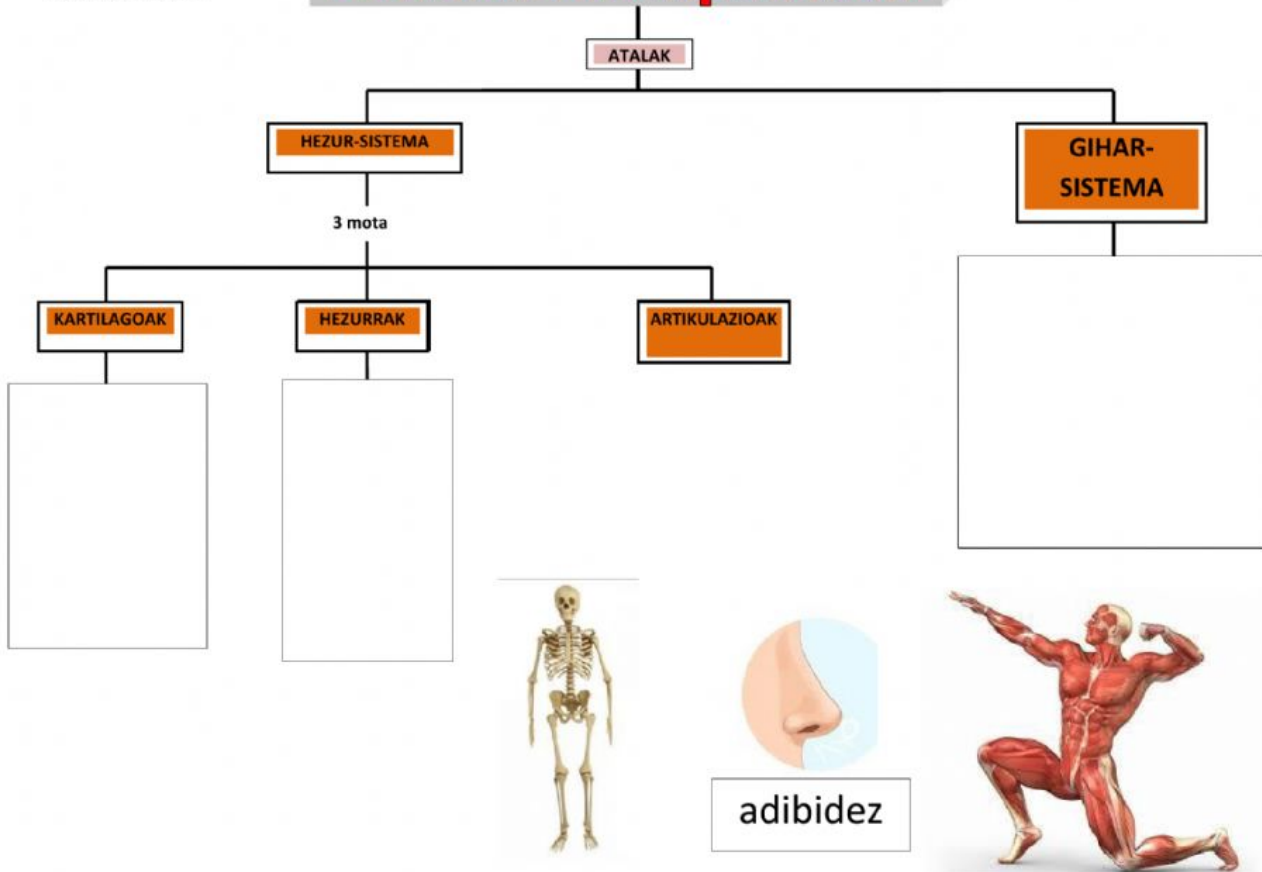 ATALAK
HEZUR-SISTEMA
GIHAR-
SISTEMA
3 mota
KARTILAGOAK
HEZURRAK
ARTIKULAZIOAK
adibidez